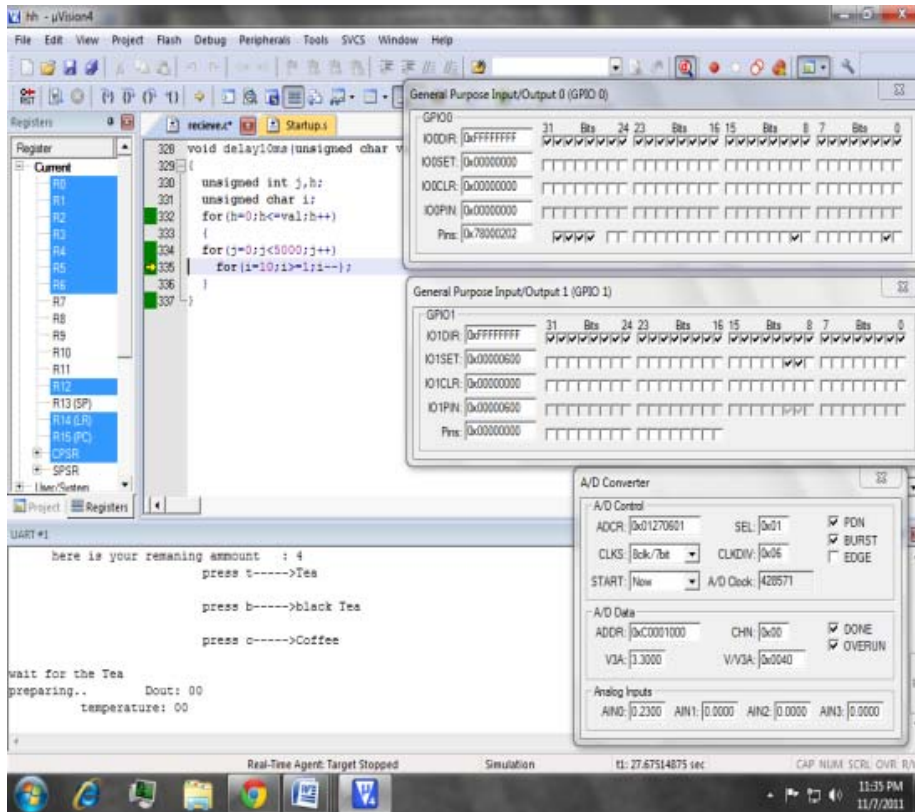 hh - µVision4
File Edit View Project Flash Debug Peripherals Tools SVCS Window Help
Registers
Register
Current
R0
R1
R2
R3
R4
R5
R6
R7
R8
R9
R10
R11
R12
R13 (SP)
R14 (LR)
R15 (PC)
CPSR
SPSR
User/System
Project Registers
recieve.c* Startup.s
328 void delay10ms(unsigned char v
329 {
330 unsigned int j,h;
331 unsigned char i;
332 for(h=0;h<=val;h++)
333 {
334 for(j=0;j<5000;j++)
335 for(i=10;i>=1;i--);
336 }
337 }
General Purpose Input/Output 0 (GPIO 0)
GPIO0
31 Bits 24 23 Bits 16 15 Bits 8 7 Bits 0
IO0DIR: 0xFFFFFFFF
IO0SET: 0x00000000
IO0CLR: 0x00000000
IO0PIN: 0x00000000
Pins: 0x78000202
General Purpose Input/Output 1 (GPIO 1)
GPIO1
31 Bits 24 23 Bits 16 15 Bits 8 7 Bits 0
IO1DIR: 0xFFFFFFFF
IO1SET: 0x00000600
IO1CLR: 0x00000000
IO1PIN: 0x00000600
Pins: 0x00000000
A/D Converter
A/D Control
ADCR: 0x01270601 SEL: 0x01 PDN
BURST
CLKS: 8clk/7bit CLKDIV: 0x06 EDGE
START: Now A/D Clock: 428571
A/D Data
ADDR: 0xC0001000 CHN: 0x00 DONE
OVERUN
V3A: 3.3000 V/V3A: 0x0040
Analog Inputs
AIN0: 0.2300 AIN1: 0.0000 AIN2: 0.0000 AIN3: 0.0000
UART #1
here is your remaning ammount : 4
press t----->Tea
press b----->black Tea
press c----->Coffee
wait for the Tea
preparing.. Dout: 00
temperature: 00
Real-Time Agent: Target Stopped Simulation t1: 27.67514875 sec CAP NUM SCRL OVR R/
11:35 PM
11/7/2011